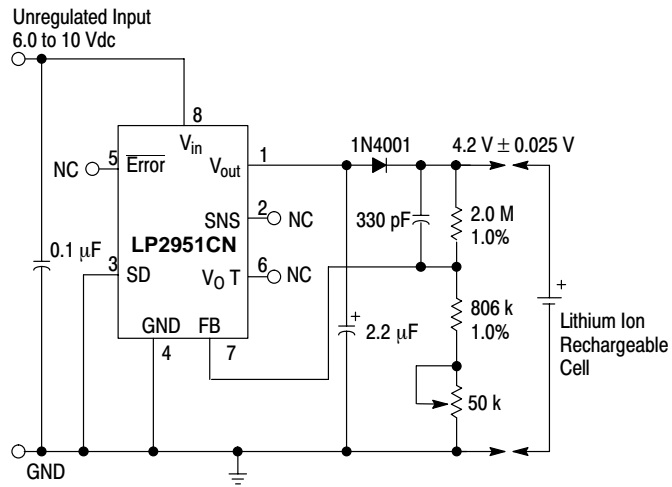 Unregulated Input
6.0 to 10 Vdc
8
Vin
5
NC
Error
Vout
1
1N4001
4.2 V ± 0.025 V
SNS
2
NC
330 pF
2.0 M
1.0%
LP2951CN
0.1 µF
3
SD
VO T
6
NC
GND
FB
4
7
2.2 µF
+
806 k
1.0%
+
Lithium Ion
Rechargeable
Cell
50 k
GND